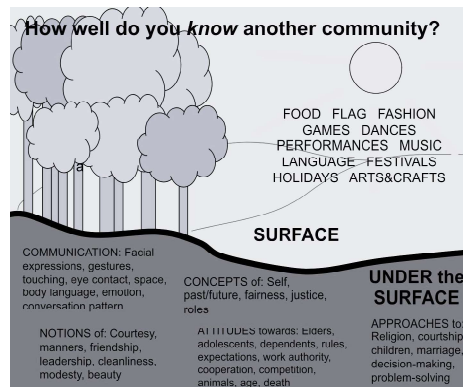 How well do you know another community?
FOOD FLAG FASHION
GAMES DANCES
PERFORMANCES MUSIC
LANGUAGE FESTIVALS
HOLIDAYS ARTS&CRAFTS
a
SURFACE
COMMUNICATION: Facial
expressions, gestures,
touching, eye contact, space,
body language, emotion,
conversation pattern
CONCEPTS of: Self,
past/future, fairness, justice,
roles
UNDER the
SURFACE
NOTIONS of: Courtesy,
manners, friendship,
leadership, cleanliness,
modesty, beauty
ATTITUDES towards: Elders,
adolescents, dependents, rules,
expectations, work authority,
cooperation, competition,
animals, age, death
APPROACHES to:
Religion, courtship
children, marriage,
decision-making,
problem-solving